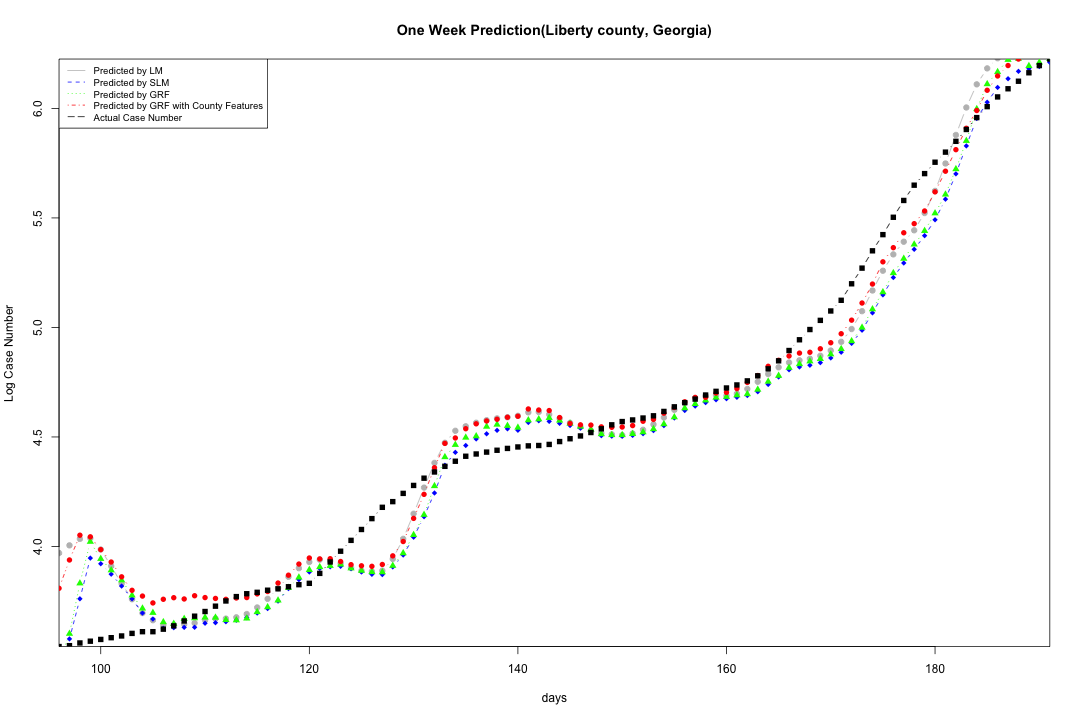 One Week Prediction(Liberty county, Georgia)
Predicted by LM
Predicted by SLM
Predicted by GRF
Predicted by GRF with County Features
Actual Case Number
6.0
5.5
5.0
4.5
4.0
Log Case Number
100 120 140 160 180
days